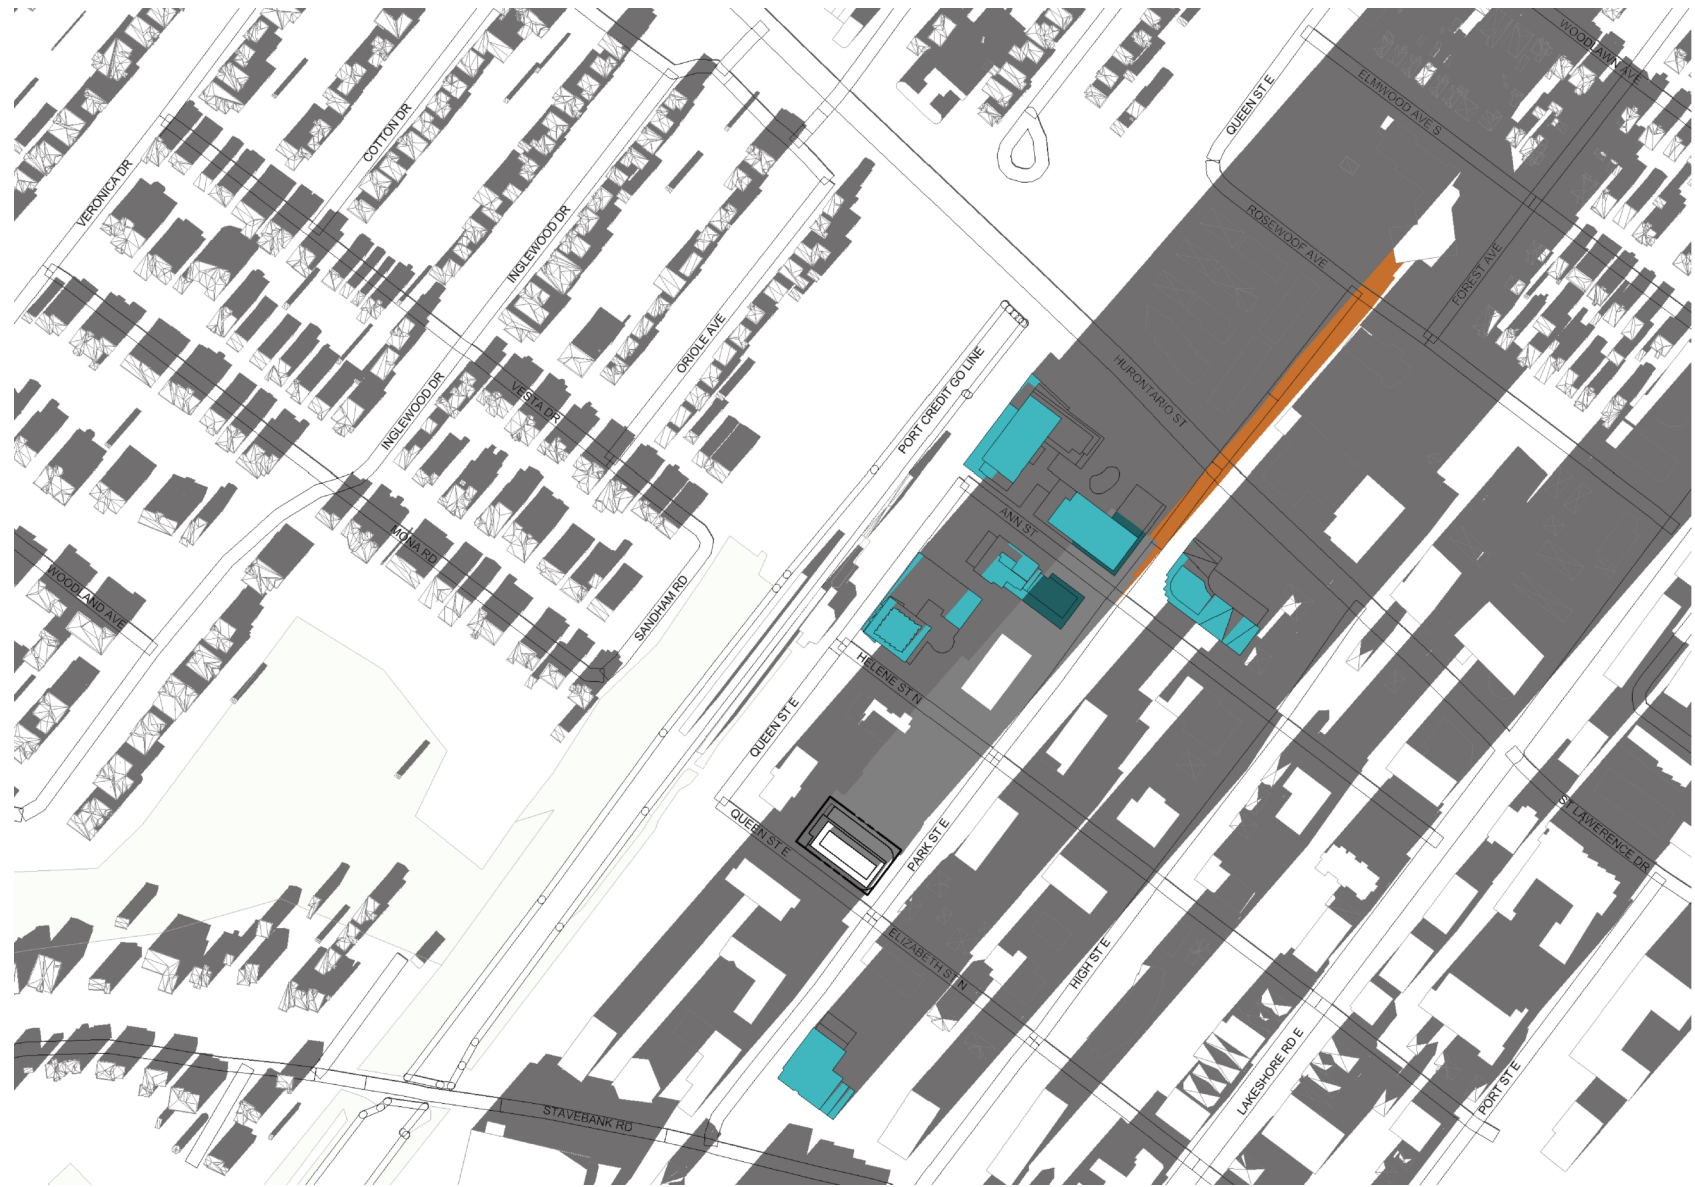 WOODLAWN AVE
ELMWOOD AVE S
QUEEN ST E
COTTON DR
VERONICA DR
ROSEWOOF AVE
INGLEWOOD DR
FOREST AVE
ORIOLE AVE
PORT CREDIT GO LINE
HURONTARIO ST
INGLEWOOD DR
VESTA DR
ANN ST
MONA RD
WOODLAND AVE
SANDHAM RD
HELENE ST N
QUEEN ST E
QUEEN ST E
PARK ST E
ST LAWERENCE DR
ELIZABETH ST N
HIGH ST E
LAKESHORE RD E
PORT ST E
STAVEBANK RD